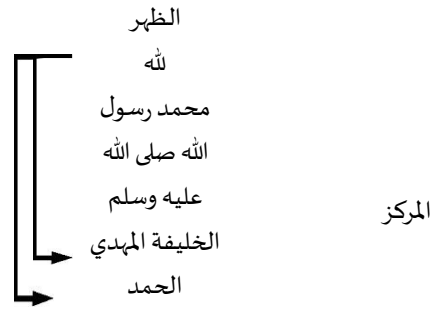 الظهر
لله
محمد رسول
الله صلى الله
عليه وسلم
المركز
الخليفة المهدي
الحمد